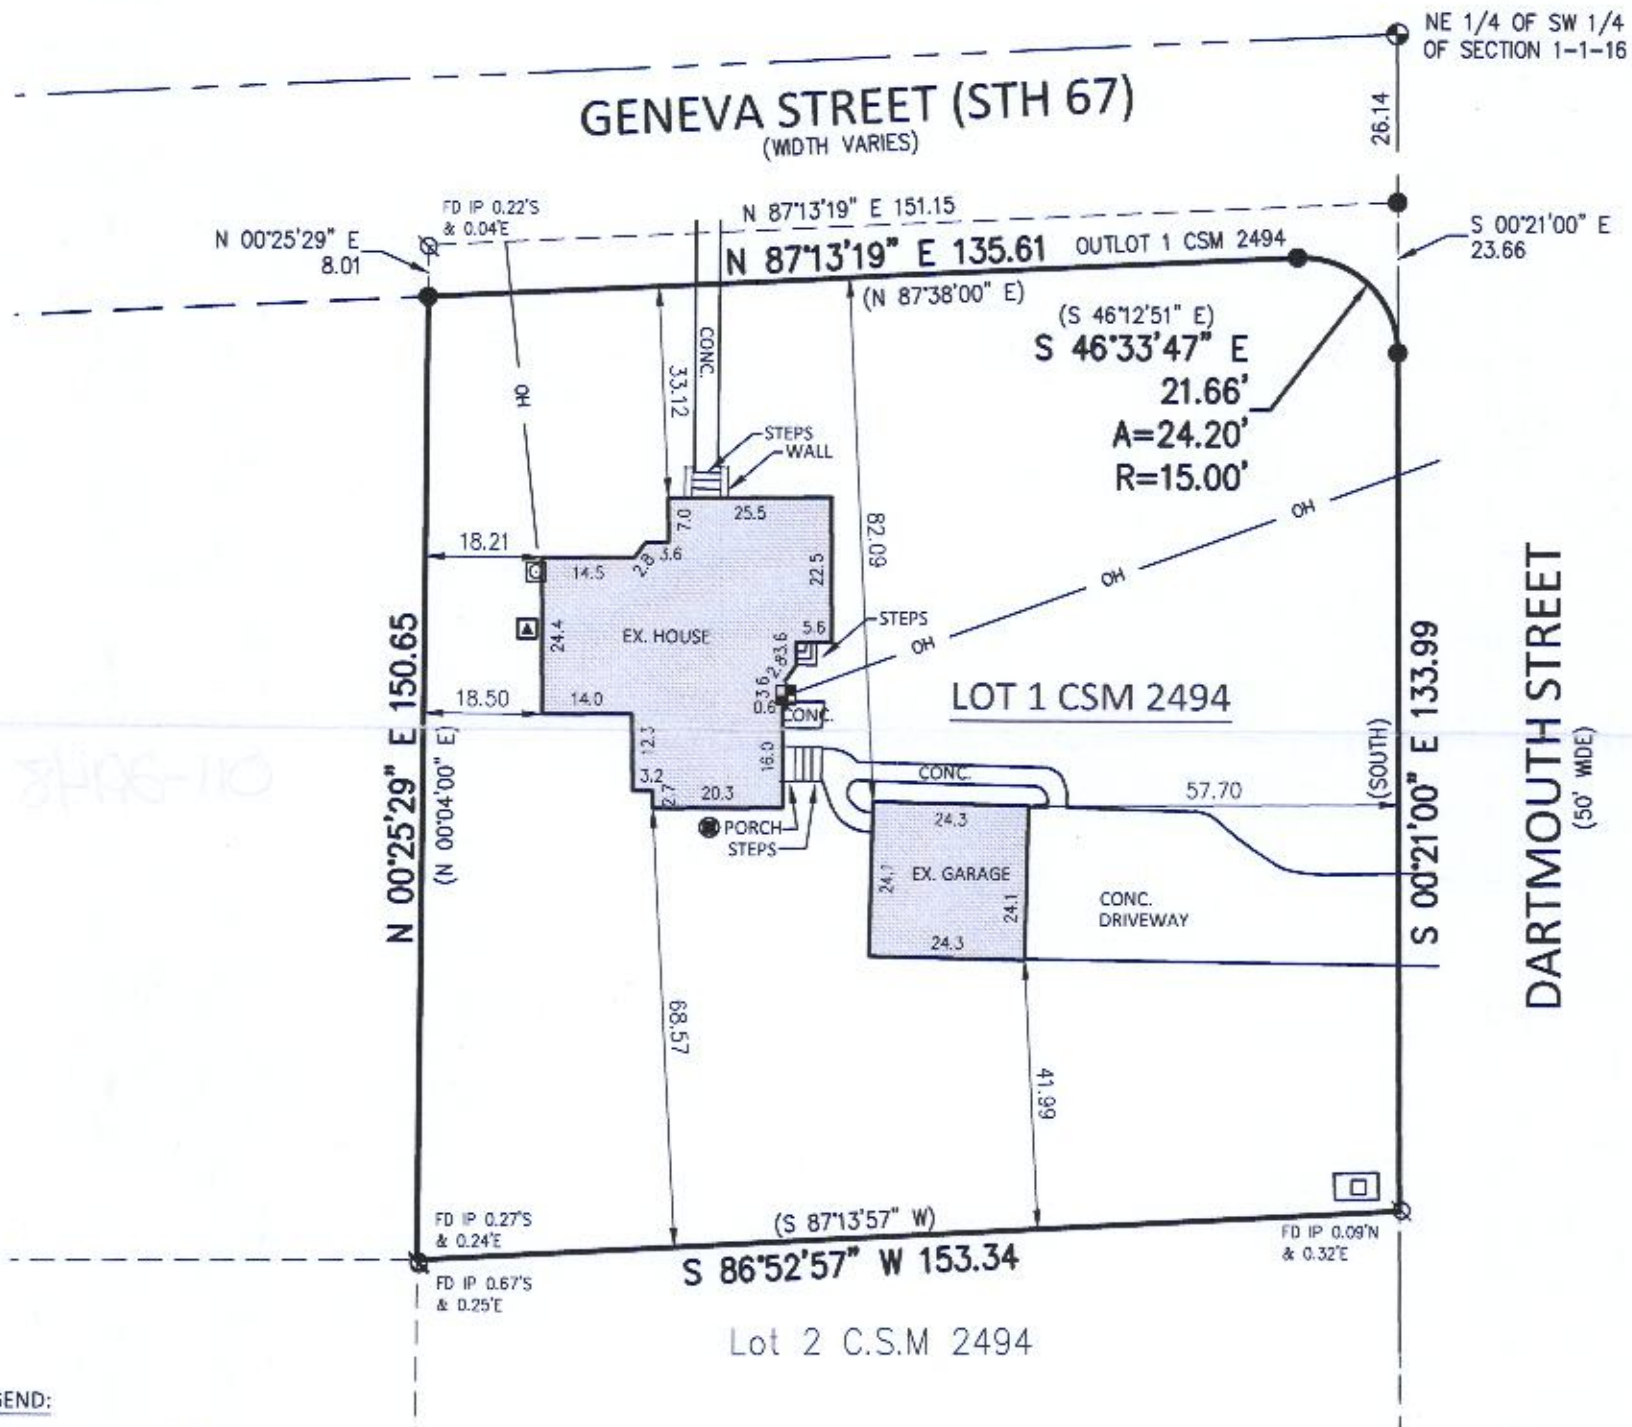 NE 1/4 OF SW 1/4
OF SECTION 1-1-16
GENEVA STREET (STH 67)
(WIDTH VARIES)
26.14
FD IP 0.22'S
& 0.04'E
N 87°13'19" E 151.15
N 00°25'29" E
8.01
S 00°21'00" E
23.66
N 87°13'19" E 135.61
OUTLOT 1 CSM 2494
(N 87°38'00" E)
(S 46°12'51" E)
S 46°33'47" E
21.66'
A=24.20'
R=15.00'
CONC.
33.12
OH
STEPS
WALL
25.5
7.0
3.6
2.8
14.5
18.21
82.09
22.5
OH
OH
OH
STEPS
5.6
3.6
24.4
EX. HOUSE
18.50
14.0
3.6
0.6
CONC.
LOT 1 CSM 2494
N 00°25'29" E 150.65
(N 00°04'00" E)
12.3
3.2
2.7
20.3
16.0
CONC.
57.70
(SOUTH)
S 00°21'00" E 133.99
DARTMOUTH STREET
(50' WIDE)
PORCH
STEPS
24.3
24.1
EX. GARAGE
24.1
24.3
CONC.
DRIVEWAY
68.57
41.99
FD IP 0.27'S
& 0.24'E
(S 87°13'57" W)
S 86°52'57" W 153.34
FD IP 0.09'N
& 0.32'E
FD IP 0.67'S
& 0.25'E
Lot 2 C.S.M 2494
GEND: